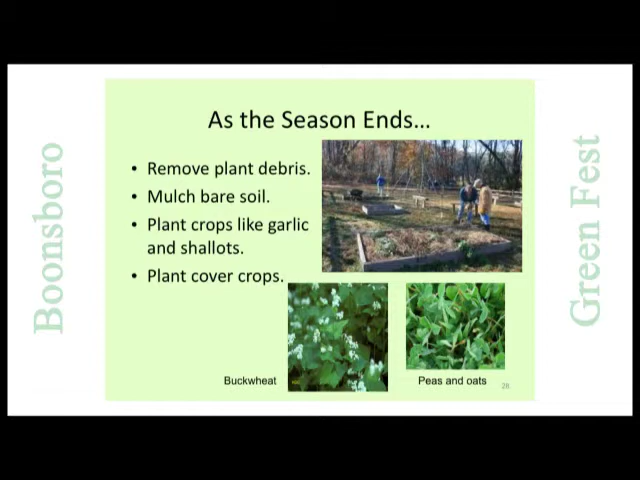 As the Season Ends...
• Remove plant debris.
• Mulch bare soil.
• Plant crops like garlic
and shallots.
• Plant cover crops.
Buckwheat
Peas and oats
28
Boonsboro
Green Fest